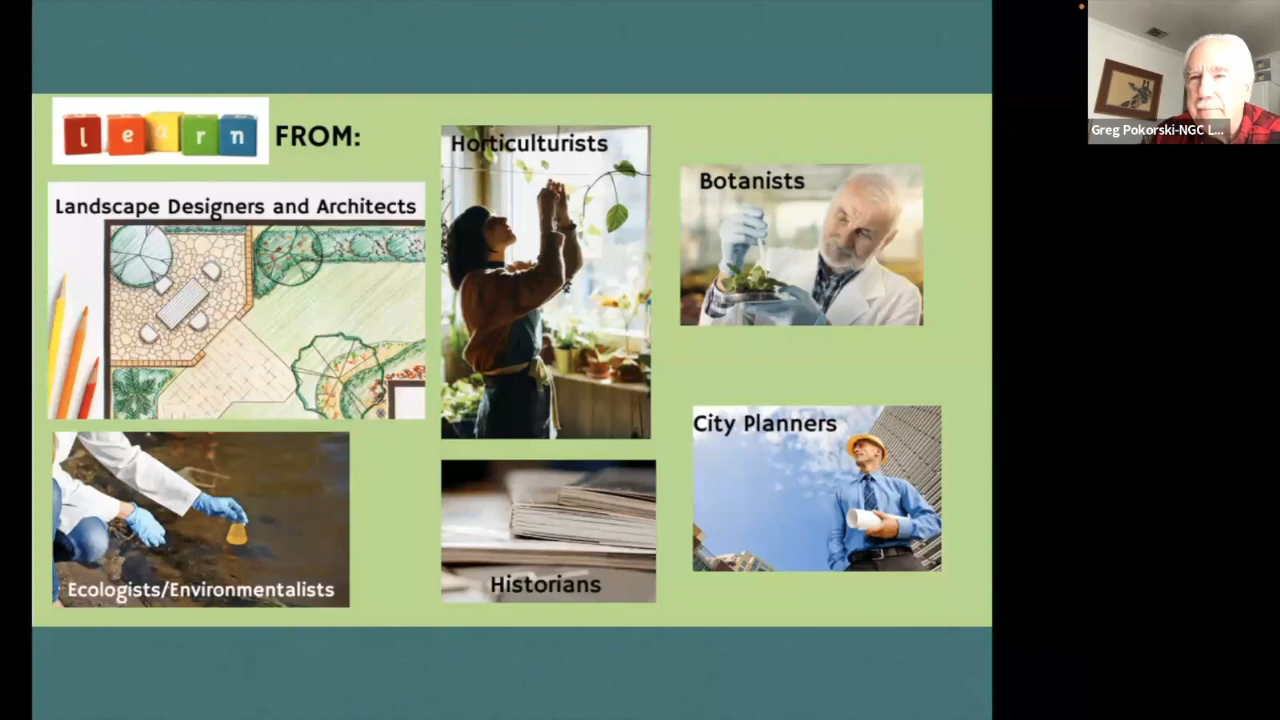 learn FROM:
Landscape Designers and Architects
Horticulturists
Botanists
City Planners
Ecologists/Environmentalists
Historians
Greg Pokorski-NGC L...